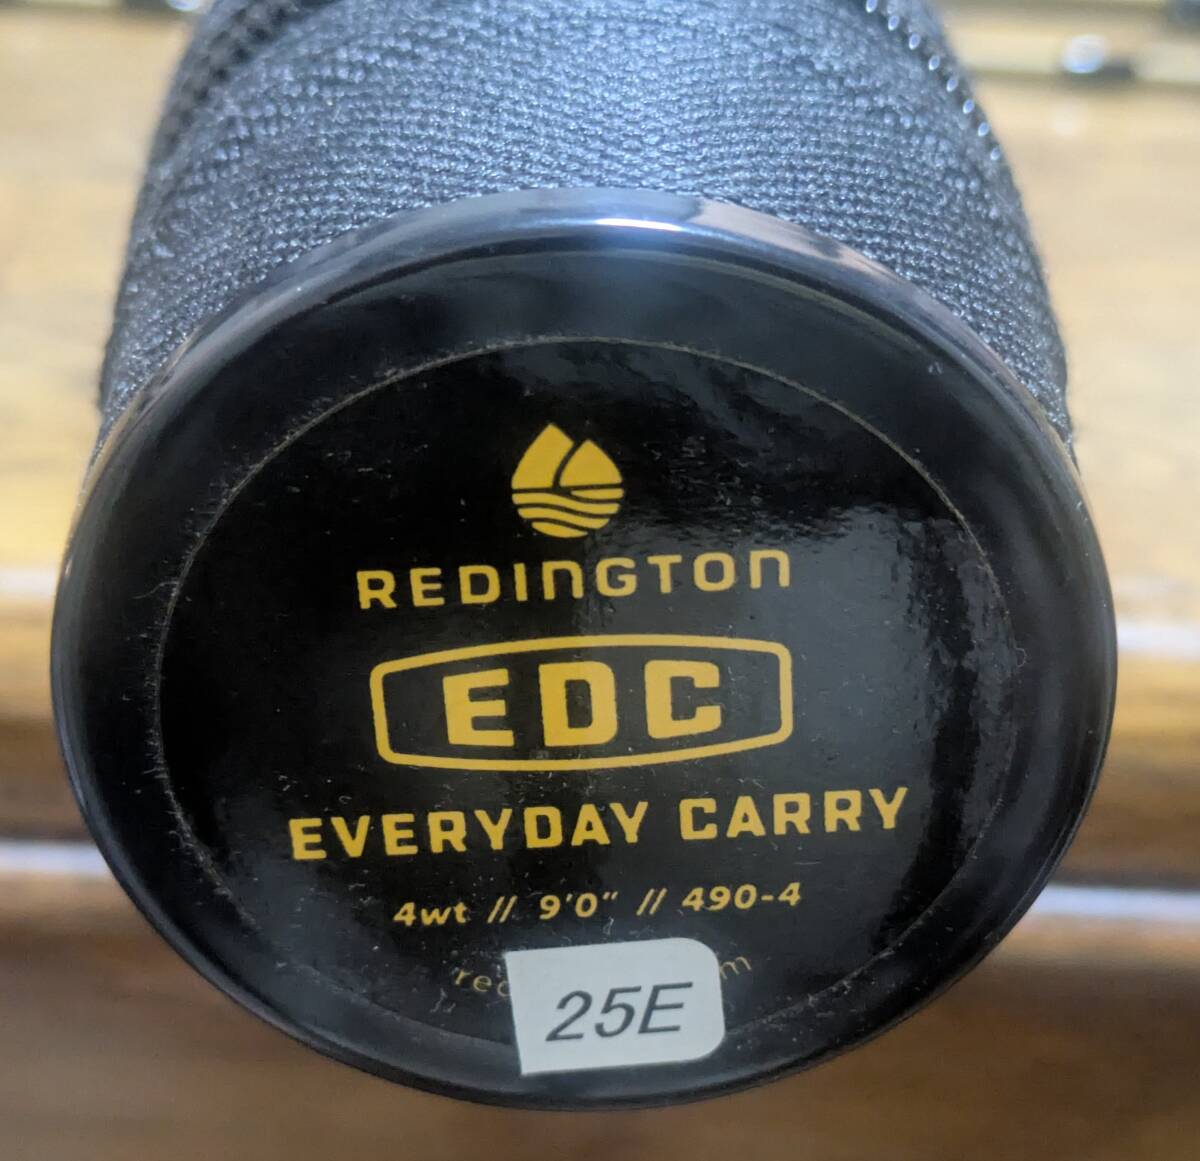 REDINGTON
EDC
EVERYDAY CARRY
4wt // 9'0" // 490-4
25E